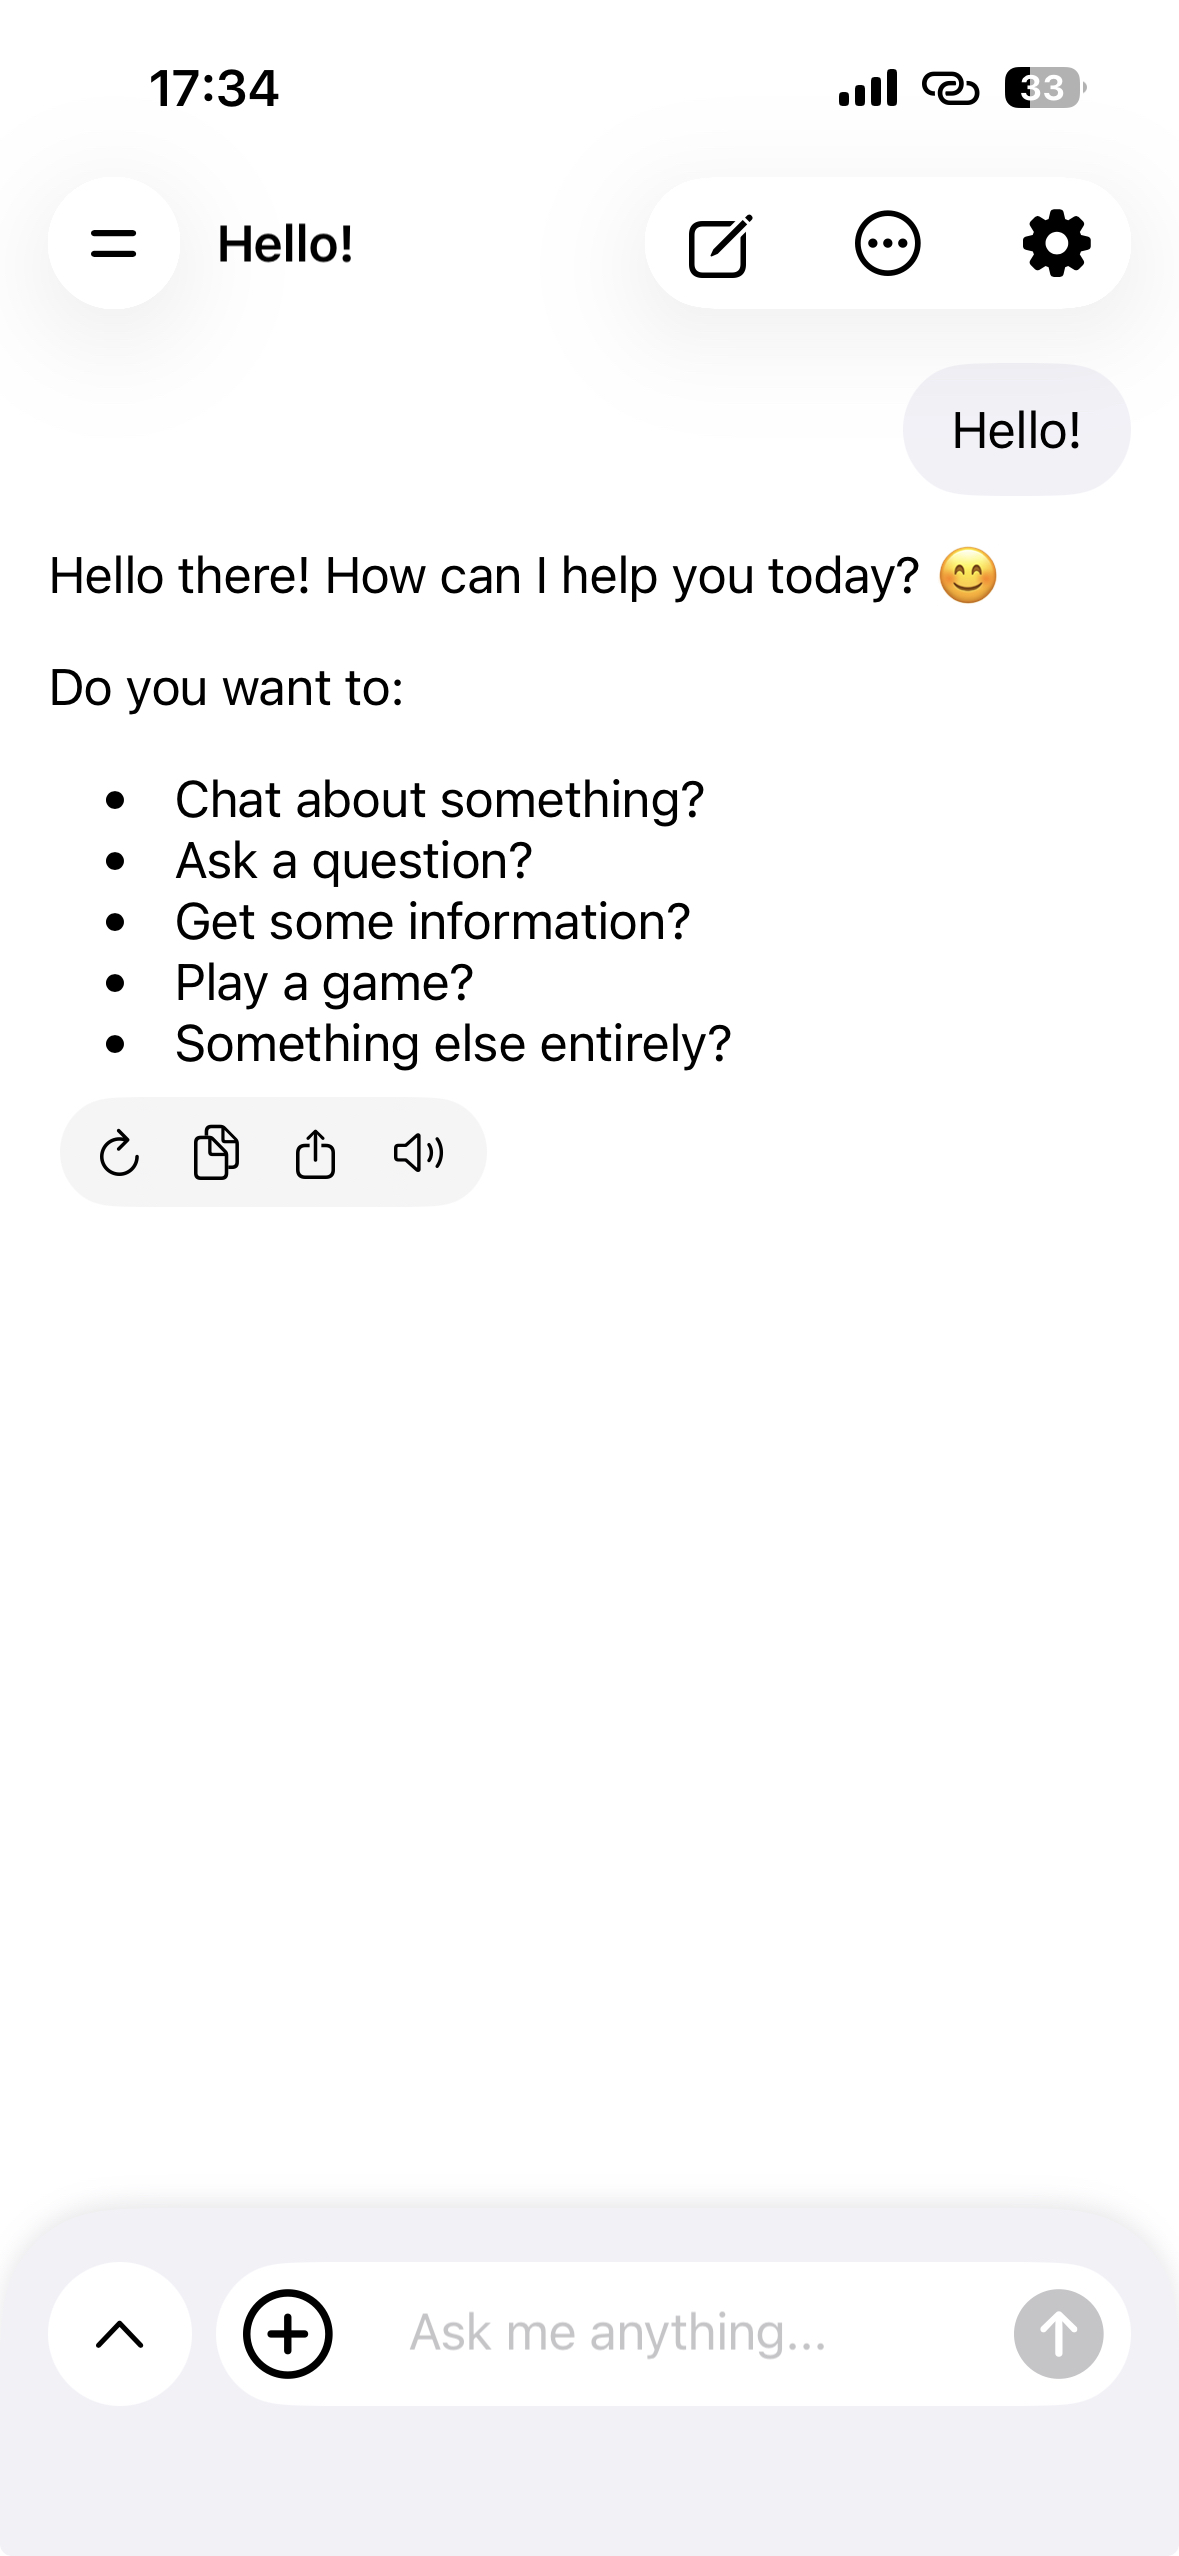 17:34
33
Hello!
Hello!
Hello there! How can I help you today? 😊
Do you want to:
• Chat about something?
• Ask a question?
• Get some information?
• Play a game?
• Something else entirely?
Ask me anything...